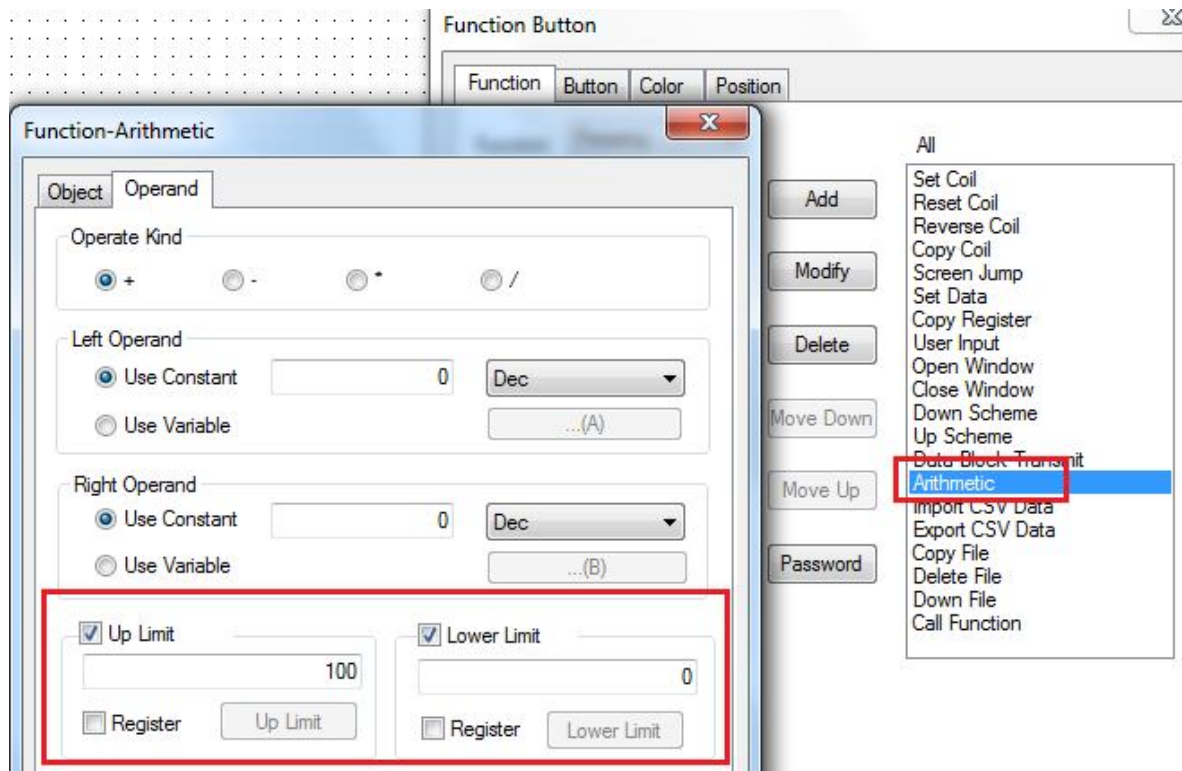 Function Button
Function Button Color Position
Function-Arithmetic
Object Operand
Operate Kind
+ - * /
Left Operand
Use Constant 0 Dec
Use Variable ...(A)
Right Operand
Use Constant 0 Dec
Use Variable ...(B)
Up Limit
100
Register Up Limit
Lower Limit
0
Register Lower Limit
Add
Modify
Delete
Move Down
Move Up
Password
All
Set Coil
Reset Coil
Reverse Coil
Copy Coil
Screen Jump
Set Data
Copy Register
User Input
Open Window
Close Window
Down Scheme
Up Scheme
Data Block Transmit
Arithmetic
Import CSV Data
Export CSV Data
Copy File
Delete File
Down File
Call Function